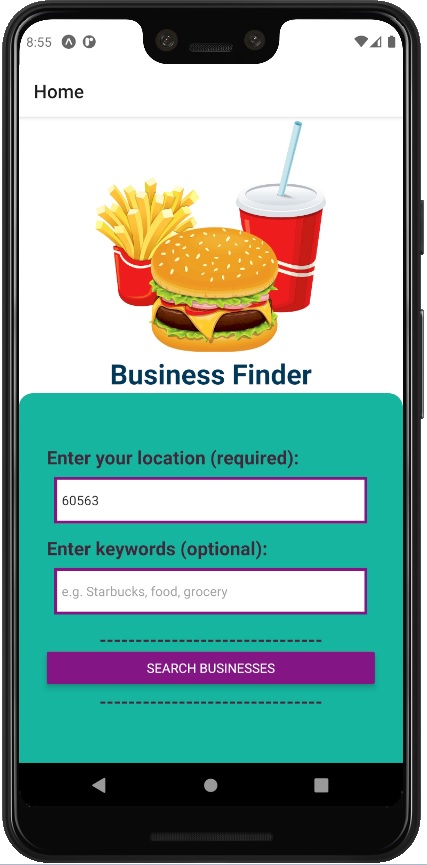 8:55
Home
Business Finder
Enter your location (required):
60563
Enter keywords (optional):
e.g. Starbucks, food, grocery
------------------------------
SEARCH BUSINESSES
------------------------------